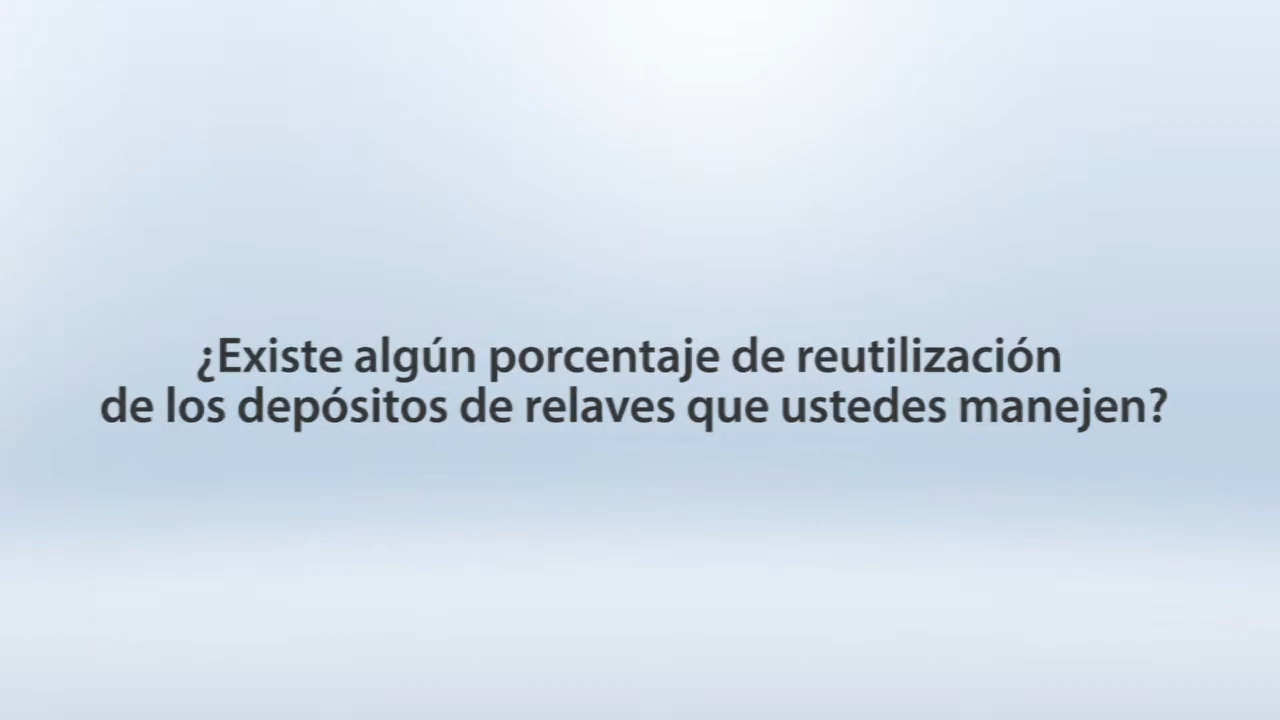 ¿Existe algún porcentaje de reutilización
de los depósitos de relaves que ustedes manejen?